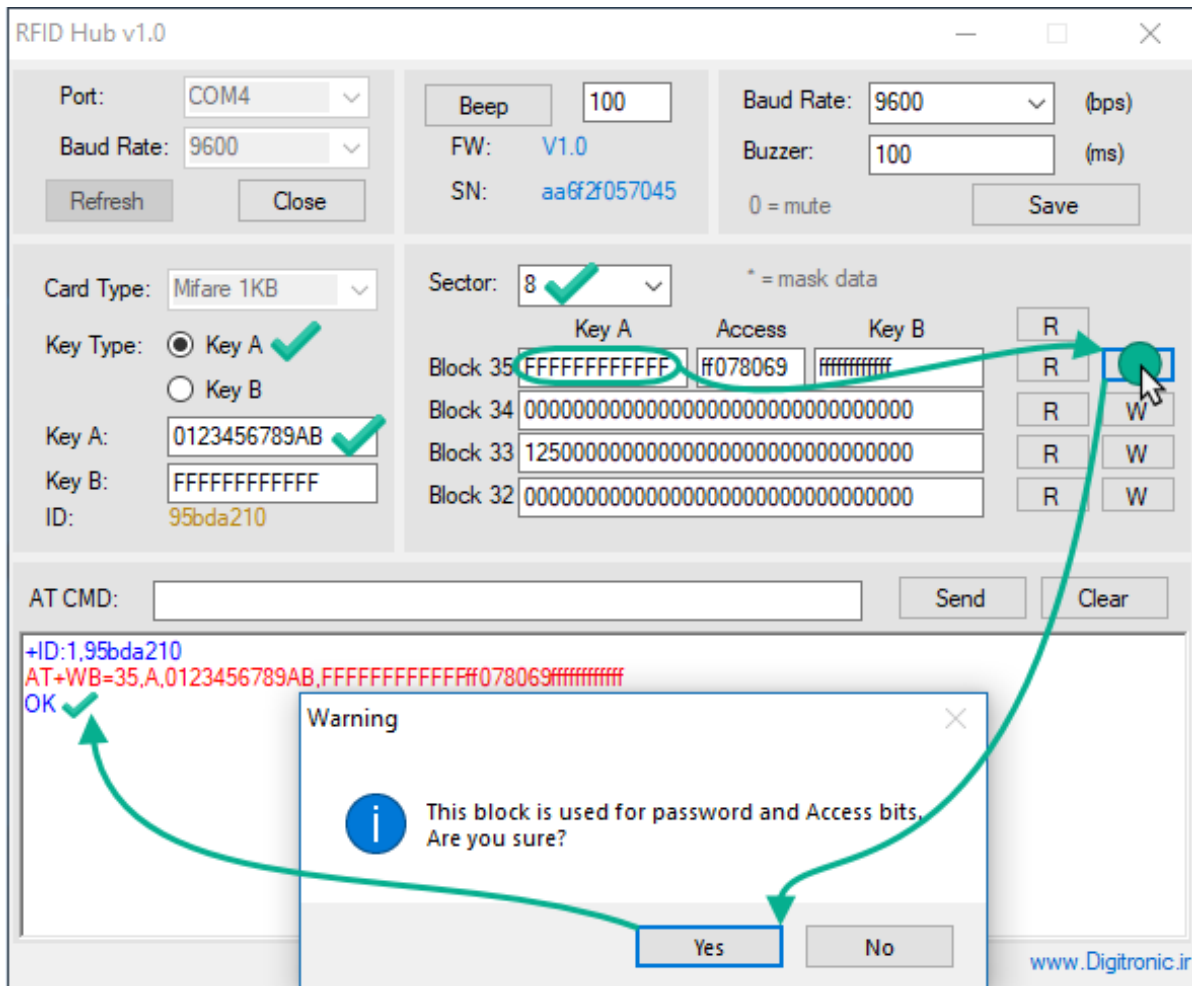 RFID Hub v1.0
Port: COM4
Baud Rate: 9600
Refresh Close
Beep 100
FW: V1.0
SN: aa6f2f057045
Baud Rate: 9600 (bps)
Buzzer: 100 (ms)
0 = mute Save
Card Type: Mifare 1KB
Key Type: Key A
Key B
Key A: 0123456789AB
Key B: FFFFFFFFFFFF
ID: 95bda210
Sector: 8 * = mask data
Key A Access Key B R
Block 35 FFFFFFFFFFFF ff078069 ffffffffffff R
Block 34 00000000000000000000000000000000 R W
Block 33 12500000000000000000000000000000 R W
Block 32 00000000000000000000000000000000 R W
AT CMD: Send Clear
+ID:1,95bda210
AT+WB=35,A,0123456789AB,FFFFFFFFFFFFff078069ffffffffffff
OK
Warning
This block is used for password and Access bits,
Are you sure?
Yes No
www.Digitronic.ir